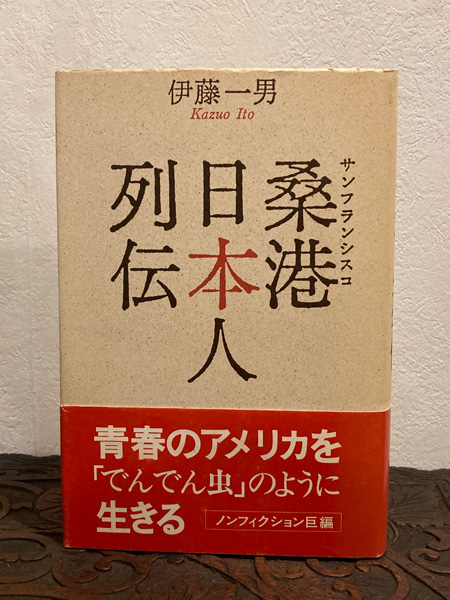 伊藤一男
Kazuo Ito
サンフランシスコ
桑港
日本人
列伝
青春のアメリカを
「でんでん虫」のように
生きる
ノンフィクション巨編